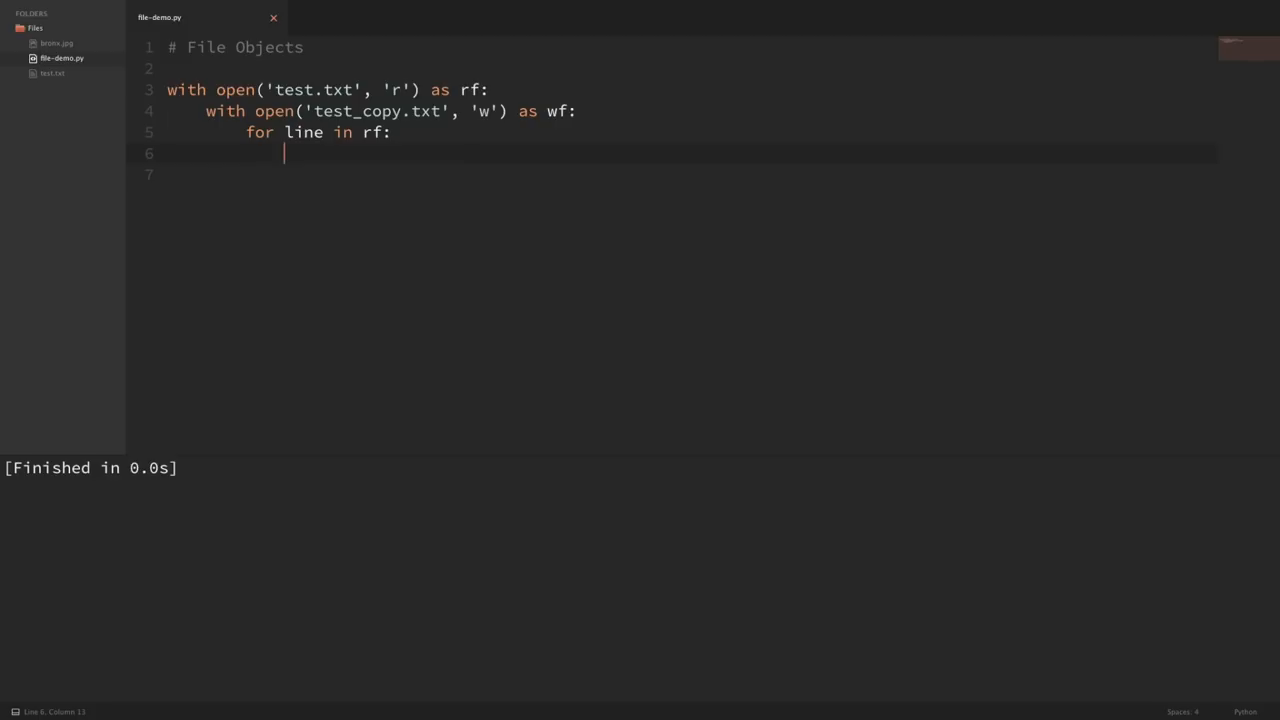 FOLDERS
Files
bronx.jpg
file-demo.py
test.txt
file-demo.py
1 # File Objects
2
3 with open('test.txt', 'r') as rf:
4     with open('test_copy.txt', 'w') as wf:
5         for line in rf:
6
7
[Finished in 0.0s]
Line 6, Column 13
Spaces: 4
Python